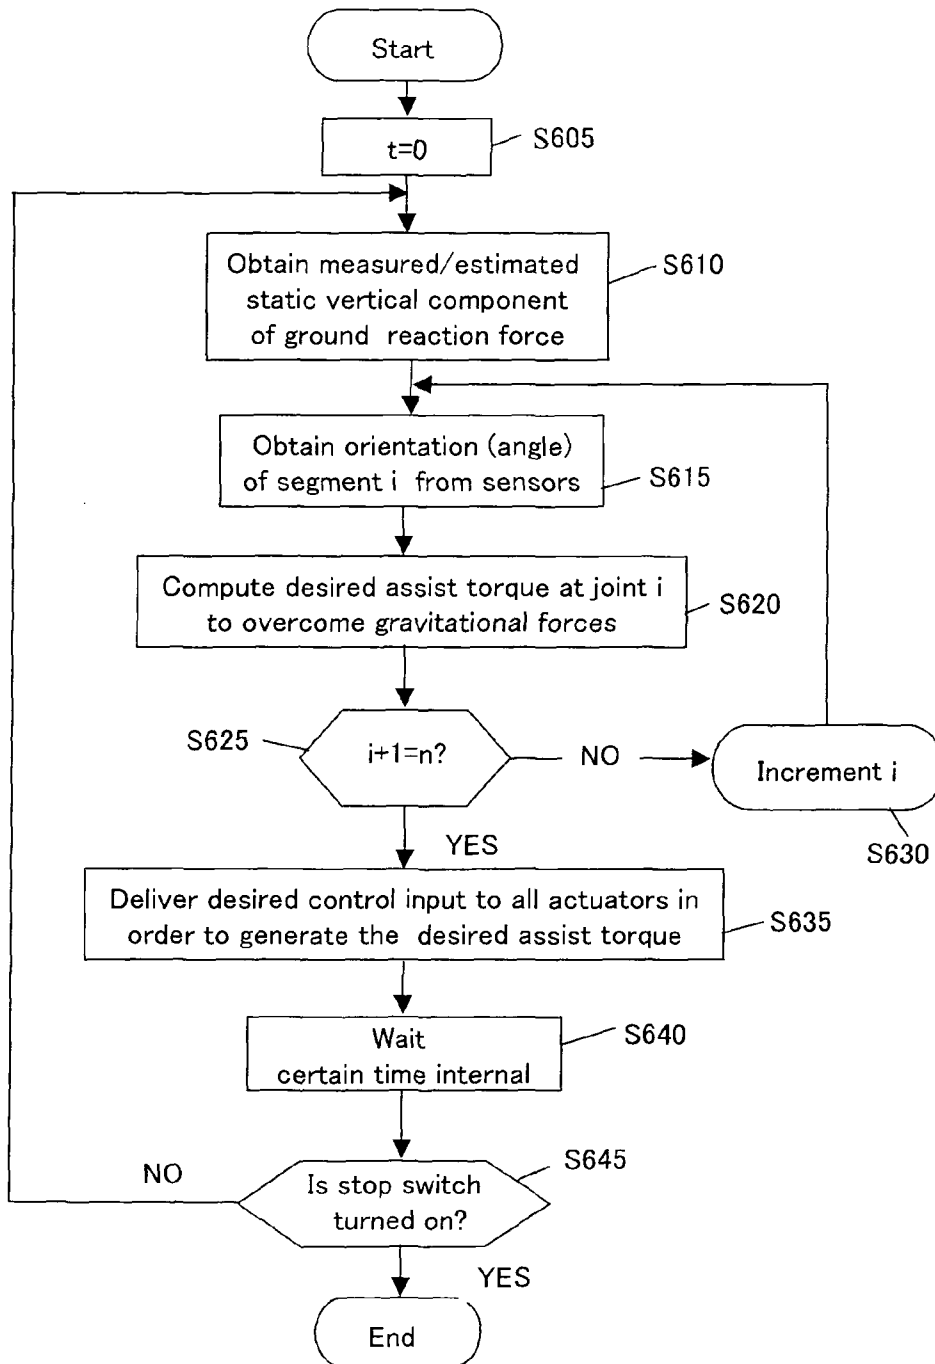 Start
t=0
S605
Obtain measured/estimated
static vertical component
of ground reaction force
S610
Obtain orientation (angle)
of segment i from sensors
S615
Compute desired assist torque at joint i
to overcome gravitational forces
S620
S625
i+1=n?
NO
Increment i
S630
YES
Deliver desired control input to all actuators in
order to generate the desired assist torque
S635
Wait
certain time internal
S640
NO
Is stop switch
turned on?
S645
YES
End